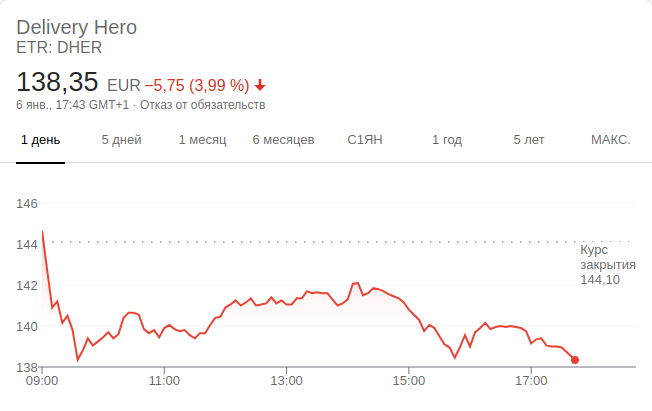 Delivery Hero
ETR: DHER
138,35 EUR −5,75 (3,99 %)
6 янв., 17:43 GMT+1 · Отказ от обязательств
1 день 5 дней 1 месяц 6 месяцев С1ЯН 1 год 5 лет МАКС.
146
144
Курс
закрытия
144,10
142
140
138
09:00 11:00 13:00 15:00 17:00